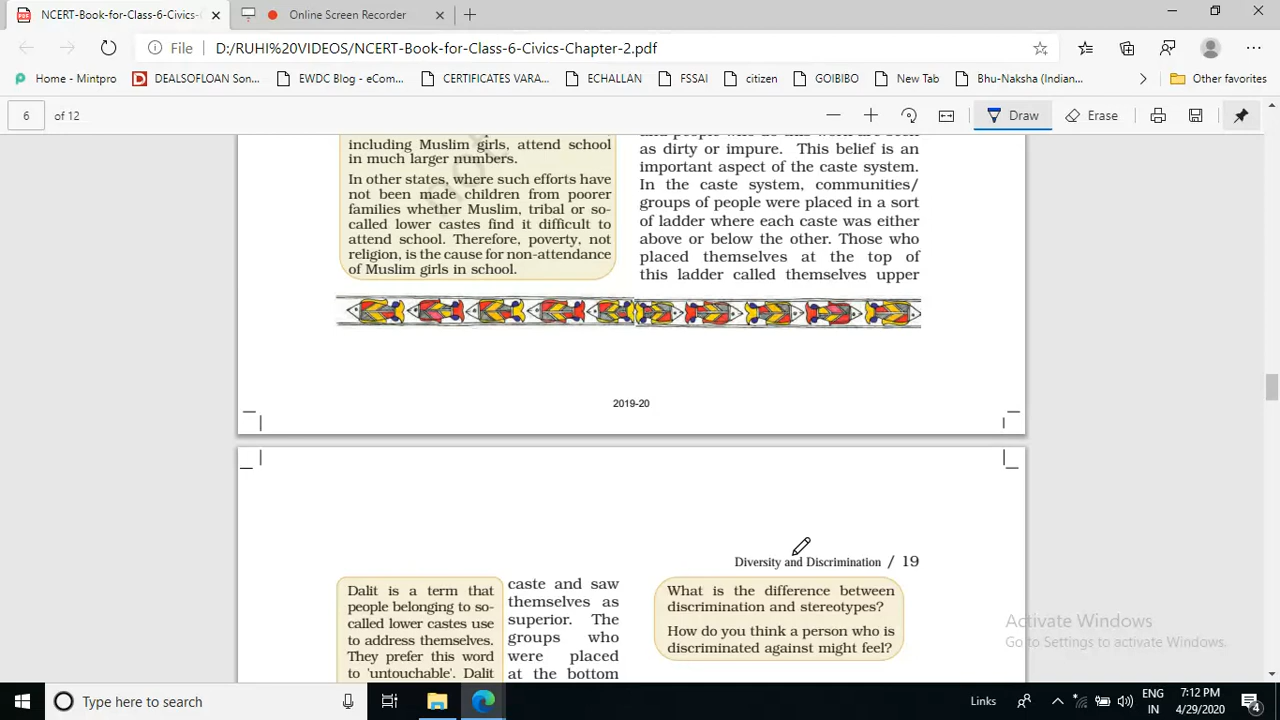 NCERT-Book-for-Class-6-Civics-
Online Screen Recorder
File
D:/RUHI%20VIDEOS/NCERT-Book-for-Class-6-Civics-Chapter-2.pdf
Home - Mintpro
DEALSOFLOAN Son...
EWDC Blog - eCom...
CERTIFICATES VARA...
ECHALLAN
FSSAI
citizen
GOIBIBO
New Tab
Bhu-Naksha (Indian...
Other favorites
6
of 12
Draw
Erase
including Muslim girls, attend school
in much larger numbers.
In other states, where such efforts have
not been made children from poorer
families whether Muslim, tribal or so-
called lower castes find it difficult to
attend school. Therefore, poverty, not
religion, is the cause for non-attendance
of Muslim girls in school.
and people who do this work are seen
as dirty or impure. This belief is an
important aspect of the caste system.
In the caste system, communities/
groups of people were placed in a sort
of ladder where each caste was either
above or below the other. Those who
placed themselves at the top of
this ladder called themselves upper
2019-20
Diversity and Discrimination / 19
Dalit is a term that
people belonging to so-
called lower castes use
to address themselves.
They prefer this word
to 'untouchable'. Dalit
caste and saw
themselves as
superior. The
groups who
were placed
at the bottom
What is the difference between
discrimination and stereotypes?
How do you think a person who is
discriminated against might feel?
Activate Windows
Go to Settings to activate Windows.
Type here to search
Links
ENG
IN
7:12 PM
4/29/2020
4